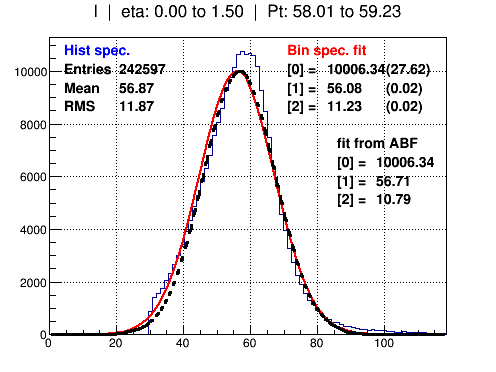 I | eta: 0.00 to 1.50 | Pt: 58.01 to 59.23
Hist spec.
Entries 242597
Mean 56.87
RMS 11.87
Bin spec. fit
[0] = 10006.34(27.62)
[1] = 56.08 (0.02)
[2] = 11.23 (0.02)
fit from ABF
[0] = 10006.34
[1] = 56.71
[2] = 10.79
10000
8000
6000
4000
2000
0
0 20 40 60 80 100